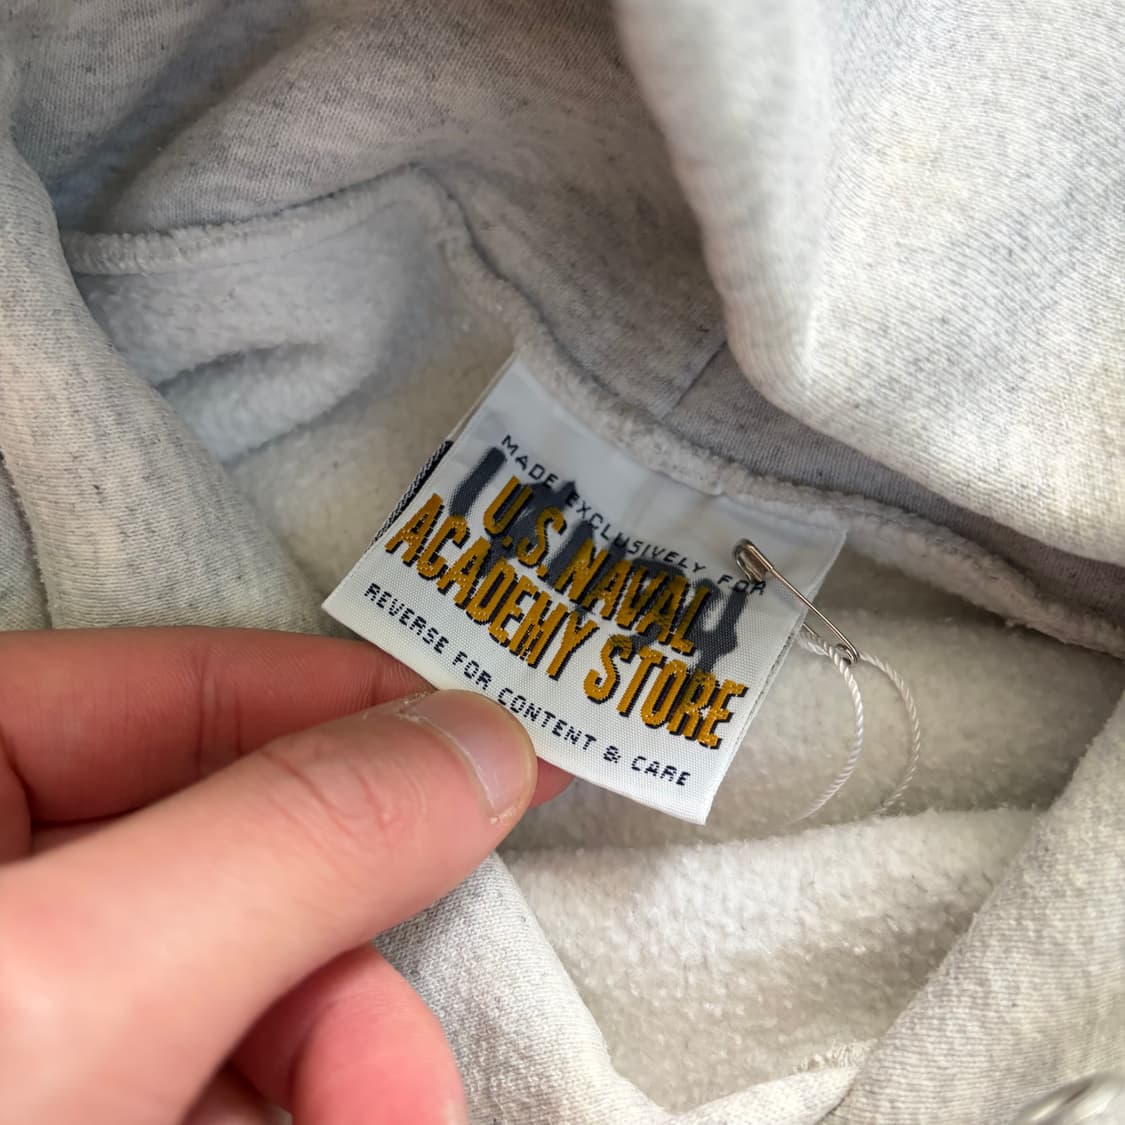 MADE EXCLUSIVELY FOR
U.S. NAVAL
ACADEMY STORE
REVERSE FOR CONTENT & CARE